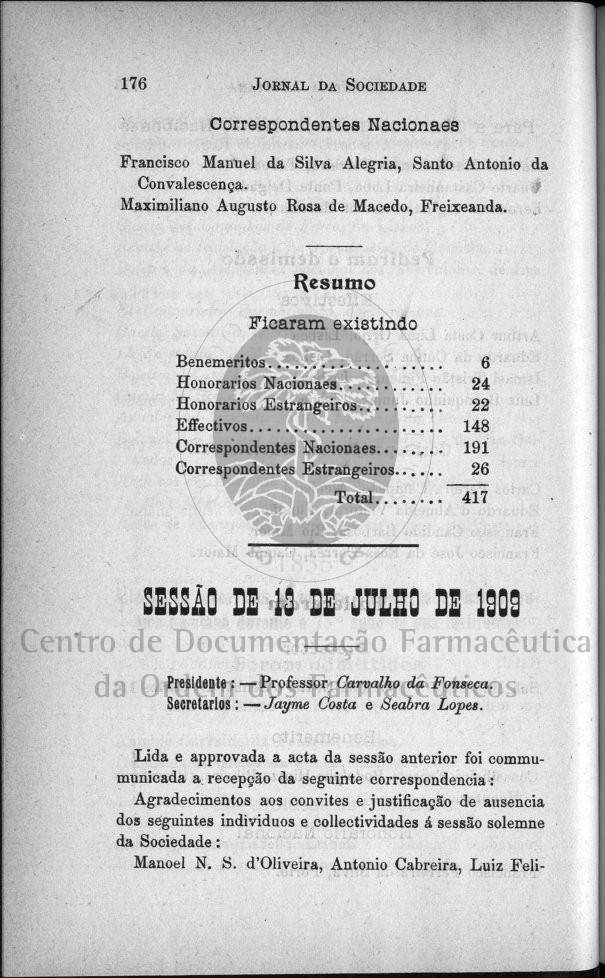 176 JORNAL DA SOCIEDADE
Correspondentes Nacionaes
Francisco Manuel da Silva Alegria, Santo Antonio da
Convalescença.
Maximiliano Augusto Rosa de Macedo, Freixeanda.
Resumo
Ficaram existindo
Benemeritos.................... 6
Honorarios Nacionaes............ 24
Honorarios Estrangeiros.......... 22
Effectivos...................... 148
Correspondentes Nacionaes........ 191
Correspondentes Estrangeiros...... 26
Total........ 417
1835
SESSÃO DE 18 DE JULHO DE 1909
Centro de Documentação Farmacêutica
da Ordem dos Farmacêuticos
Presidente: — Professor Carvalho da Fonseca,
Secretarios: — Jayme Costa e Seabra Lopes.
Lida e approvada a acta da sessão anterior foi commu-
municada a recepção da seguinte correspondencia:
Agradecimentos aos convites e justificação de ausencia
dos seguintes individuos e collectividades á sessão solemne
da Sociedade:
Manoel N. S. d'Oliveira, Antonio Cabreira, Luiz Feli-